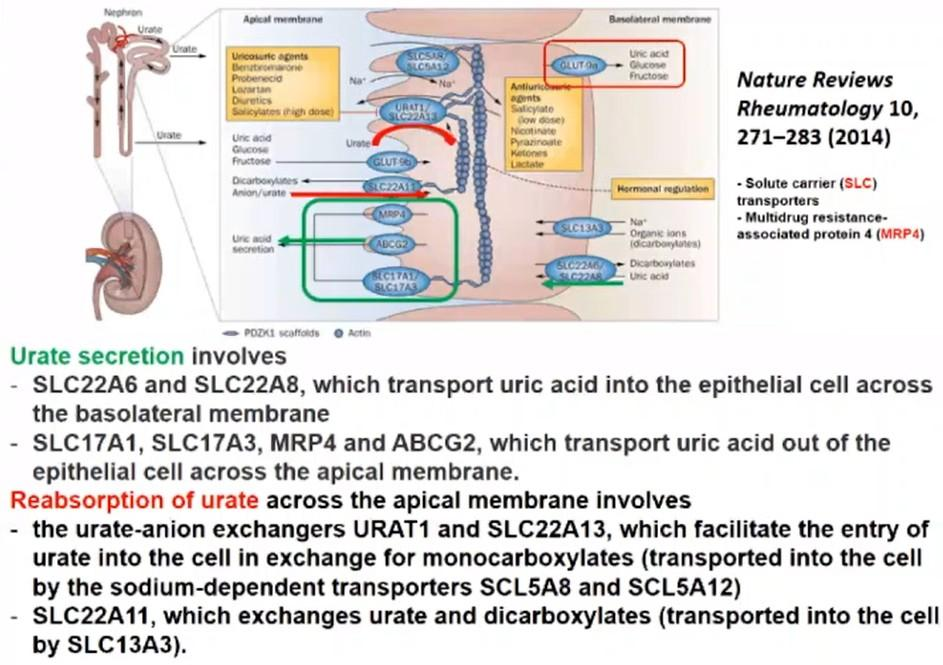 Nephron
Urate
Urate
Urate
Apical membrane
Basolateral membrane
Uricosuric agents
Benzbromarone
Probenecid
Lozartan
Diuretics
Salicylates (high dose)
SLC5A8/
SLC5A12
Na⁺
Na⁺
URAT1/
SLC22A13
Urate
Uric acid
Glucose
Fructose
GLUT-9b
Dicarboxylates
Anion/urate
SLC22A11
MRP4
Uric acid
secretion
ABCG2
SLC17A1/
SLC17A3
GLUT-9a
Uric acid
Glucose
Fructose
Antiuricosuric
agents
Salicylate
(low dose)
Nicotinate
Pyrazinoate
Ketones
Lactate
Hormonal regulation
SLC13A3
Na⁺
Organic ions
(dicarboxylates)
SLC22A6/
SLC22A8
Dicarboxylates
Uric acid
PDZK1 scaffolds
Actin
Nature Reviews
Rheumatology 10,
271–283 (2014)
- Solute carrier (SLC)
transporters
- Multidrug resistance-
associated protein 4 (MRP4)
Urate secretion involves
- SLC22A6 and SLC22A8, which transport uric acid into the epithelial cell across
the basolateral membrane
- SLC17A1, SLC17A3, MRP4 and ABCG2, which transport uric acid out of the
epithelial cell across the apical membrane.
Reabsorption of urate across the apical membrane involves
- the urate-anion exchangers URAT1 and SLC22A13, which facilitate the entry of
urate into the cell in exchange for monocarboxylates (transported into the cell
by the sodium-dependent transporters SCL5A8 and SCL5A12)
- SLC22A11, which exchanges urate and dicarboxylates (transported into the cell
by SLC13A3).